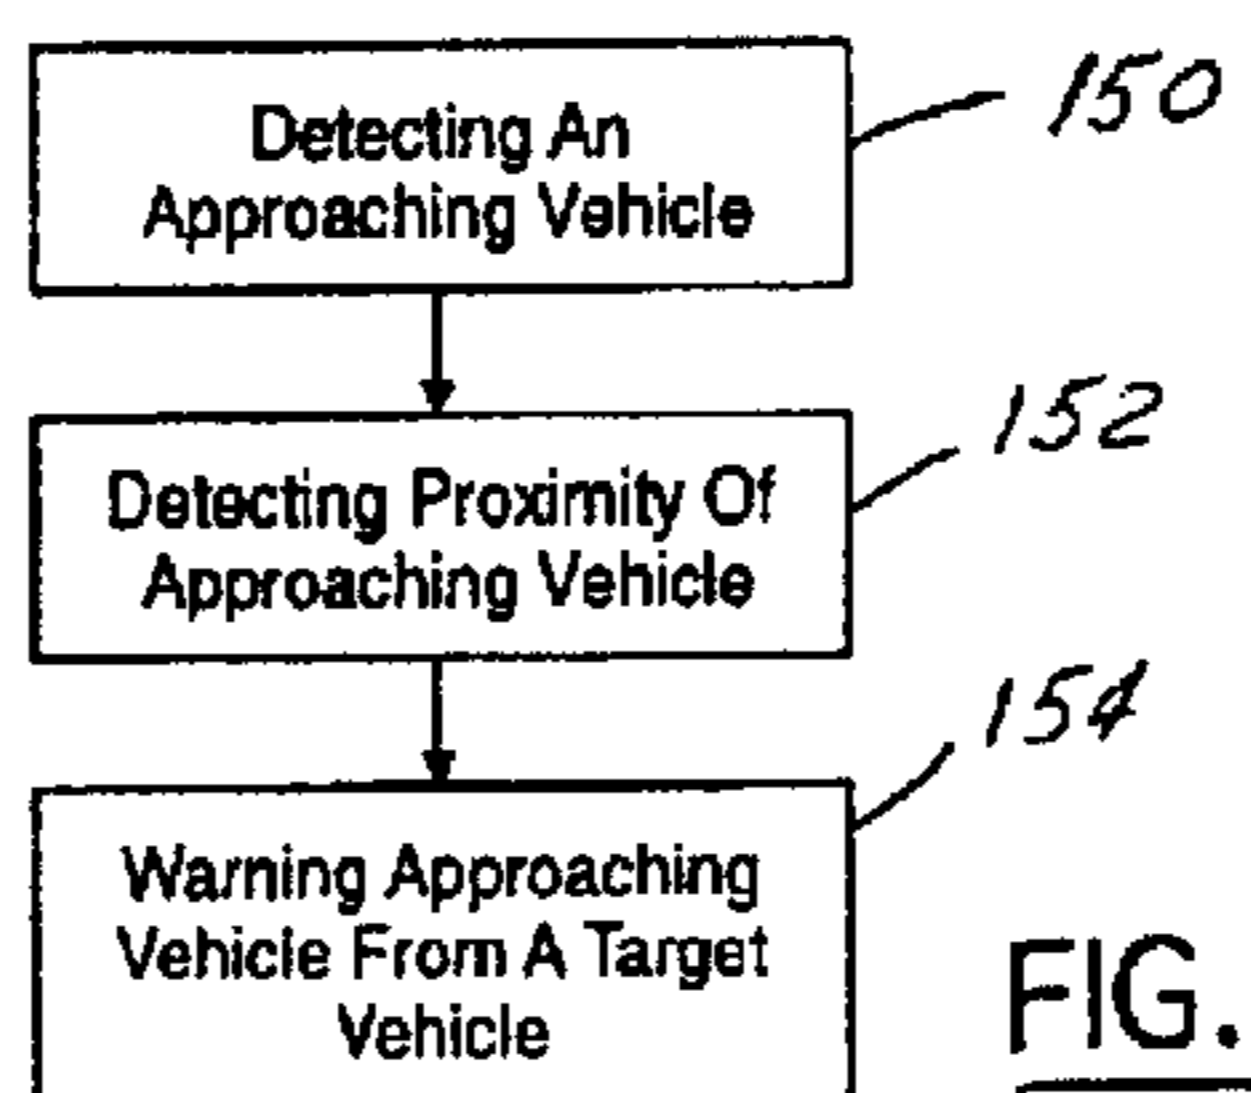 Detecting An
Approaching Vehicle
150
Detecting Proximity Of
Approaching Vehicle
152
Warning Approaching
Vehicle From A Target
Vehicle
154
FIG.